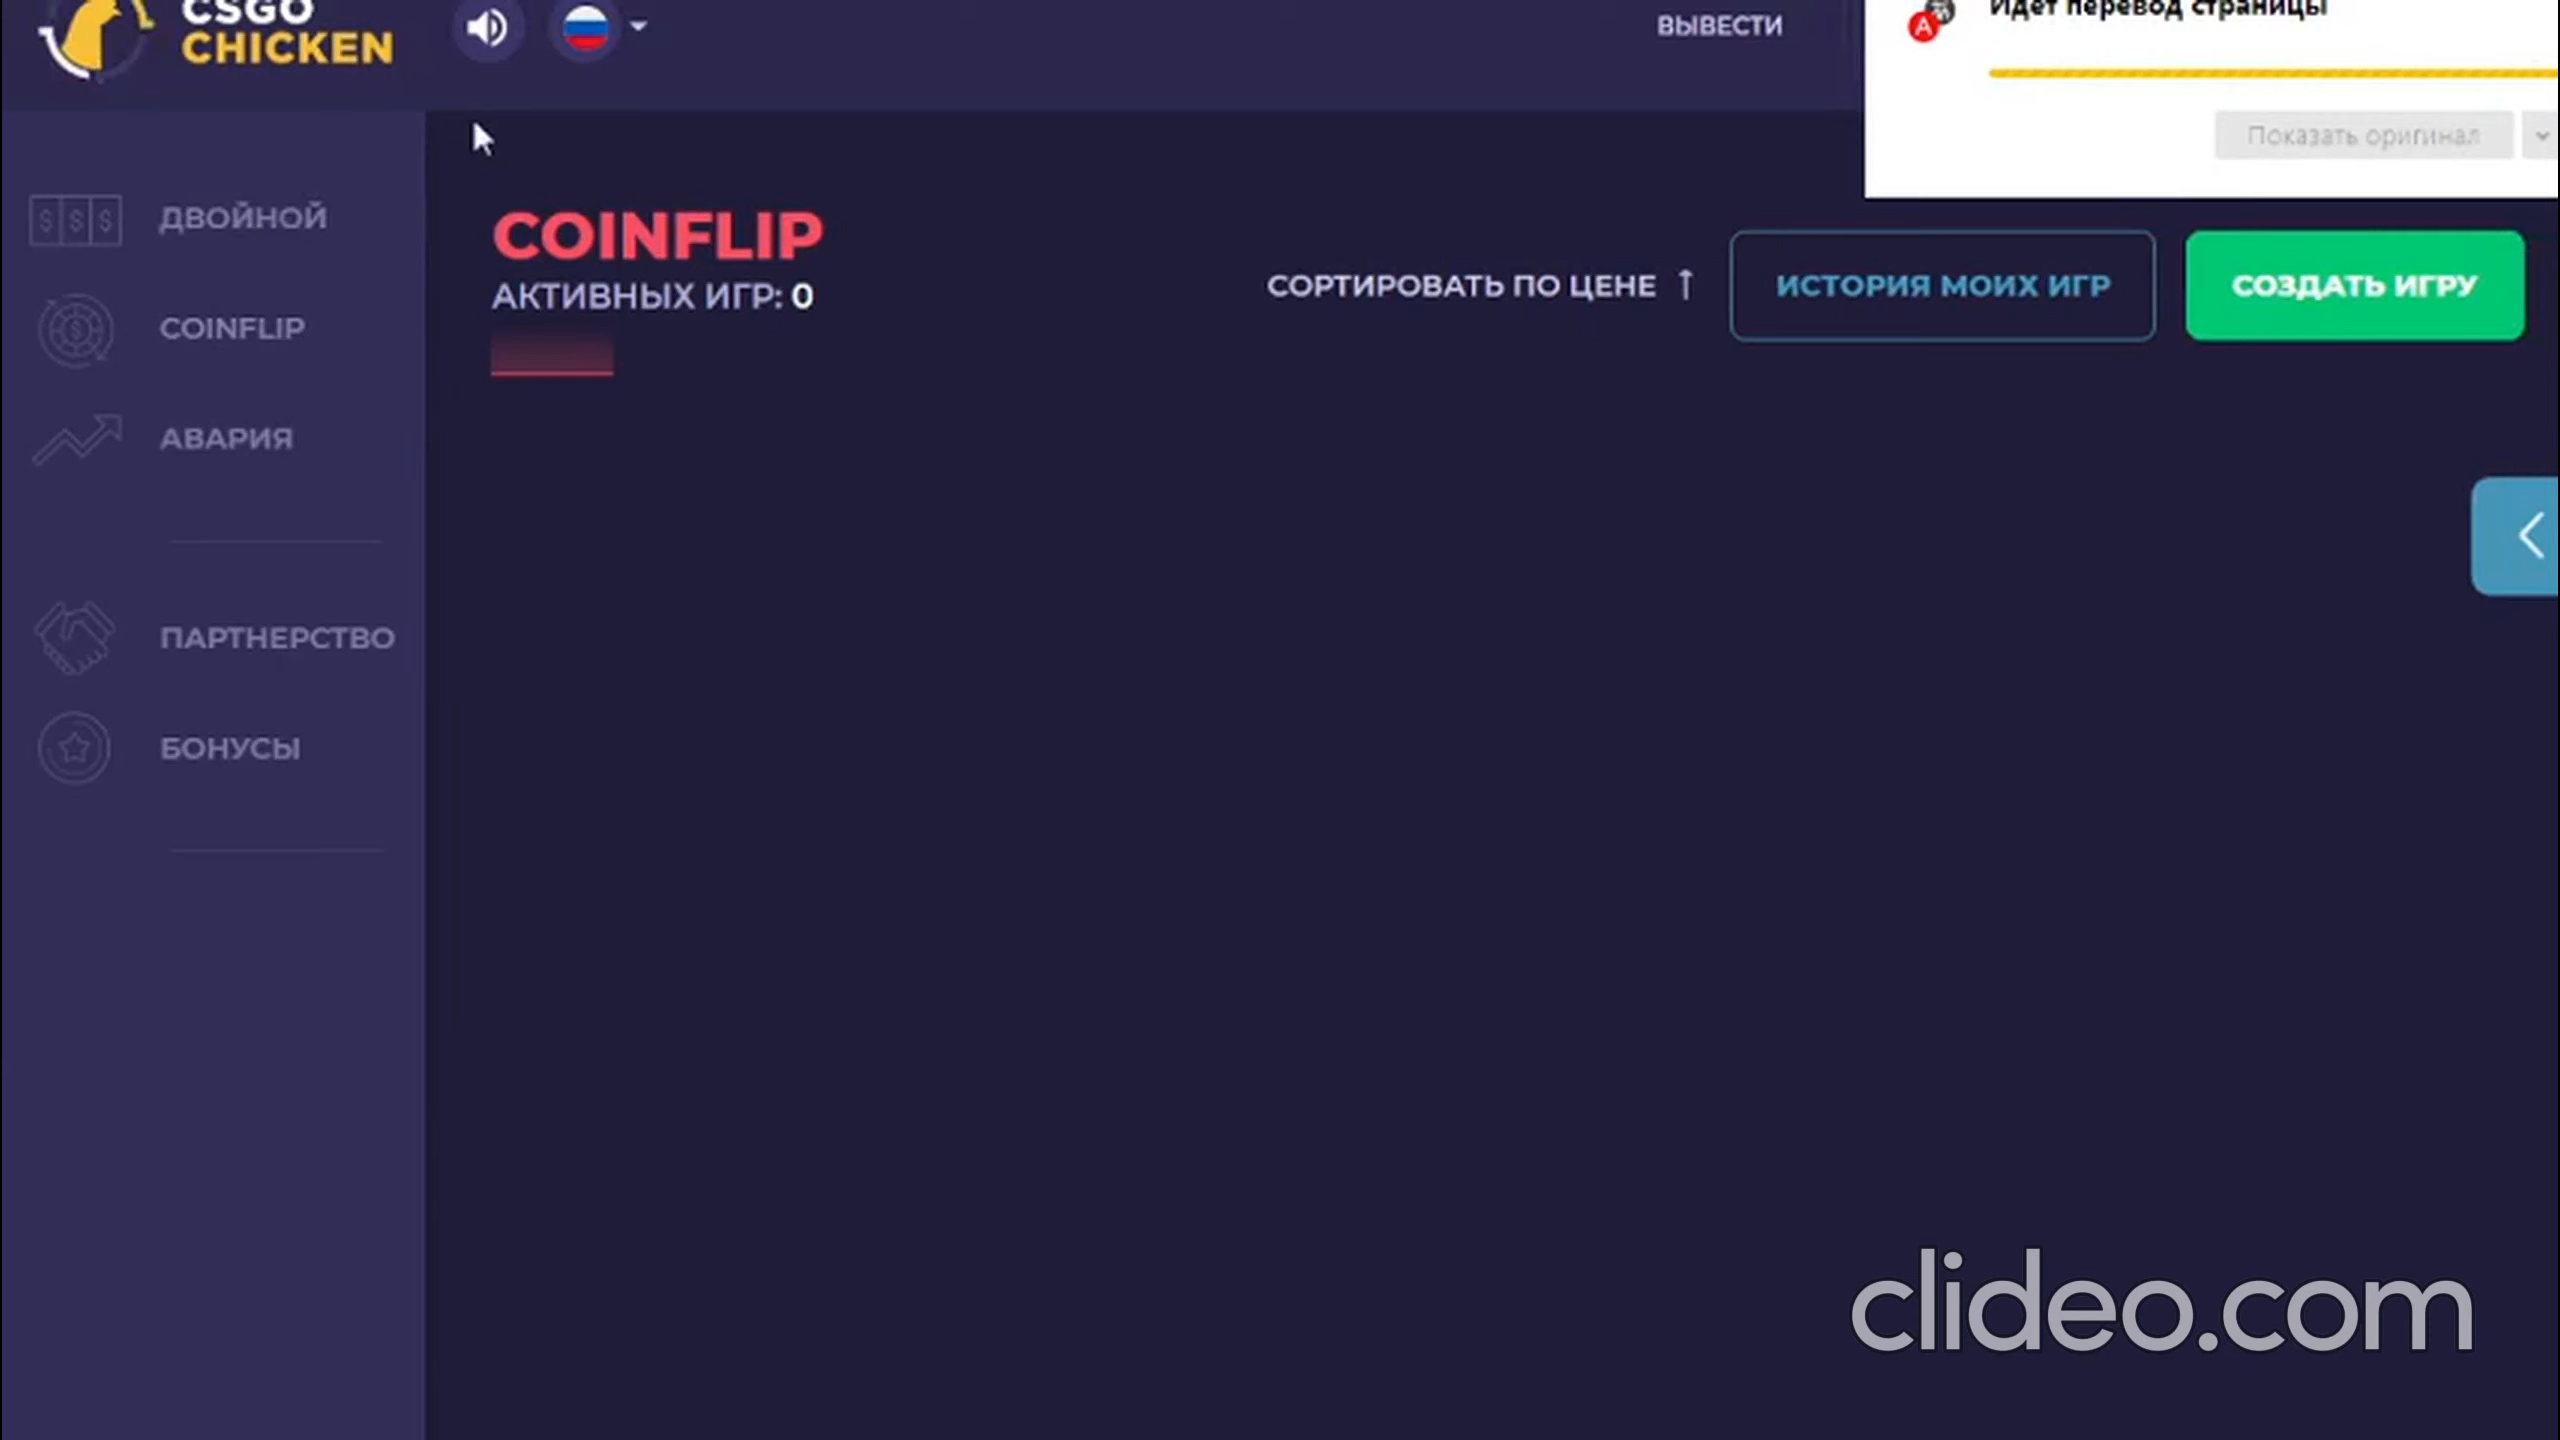 CSGO
CHICKEN
ВЫВЕСТИ
Идет перевод страницы
Показать оригинал
ДВОЙНОЙ
COINFLIP
АВАРИЯ
ПАРТНЕРСТВО
БОНУСЫ
COINFLIP
АКТИВНЫХ ИГР: 0
СОРТИРОВАТЬ ПО ЦЕНЕ ↑
ИСТОРИЯ МОИХ ИГР
СОЗДАТЬ ИГРУ
clideo.com